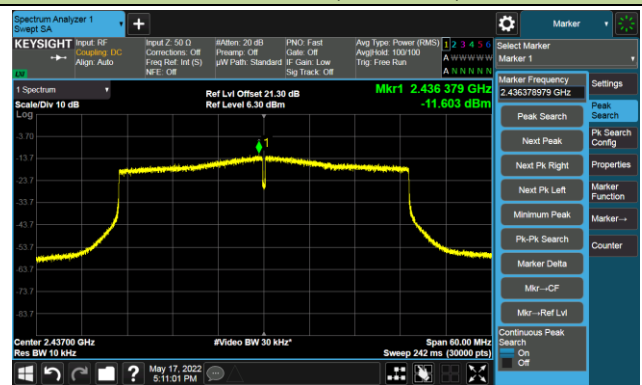 Spectrum Analyzer 1
Swept SA
Marker
KEYSIGHT
Input: RF
Coupling: DC
Align: Auto
Input Z: 50 Ω
Corrections: Off
Freq Ref: Int (S)
NFE: Off
#Atten: 20 dB
Preamp: Off
µW Path: Standard
PNO: Fast
Gate: Off
IF Gain: Low
Sig Track: Off
Avg Type: Power (RMS)
Avg|Hold: 100/100
Trig: Free Run
1 2 3 4 5 6
A W W W W W
A N N N N N
Select Marker
Marker 1
1 Spectrum
Scale/Div 10 dB
Log
Ref Lvl Offset 21.30 dB
Ref Level 6.30 dBm
Mkr1 2.436 379 GHz
-11.603 dBm
-3.70
-13.7
-23.7
-33.7
-43.7
-53.7
-63.7
-73.7
-83.7
1
Center 2.43700 GHz
Res BW 10 kHz
#Video BW 30 kHz*
Span 60.00 MHz
Sweep 242 ms (30000 pts)
Marker Frequency
2.436378979 GHz
Peak Search
Next Peak
Next Pk Right
Next Pk Left
Minimum Peak
Pk-Pk Search
Marker Delta
Mkr→CF
Mkr→Ref Lvl
Continuous Peak
Search
On
Off
Settings
Peak
Search
Pk Search
Config
Properties
Marker
Function
Marker→
Counter
May 17, 2022
5:11:01 PM